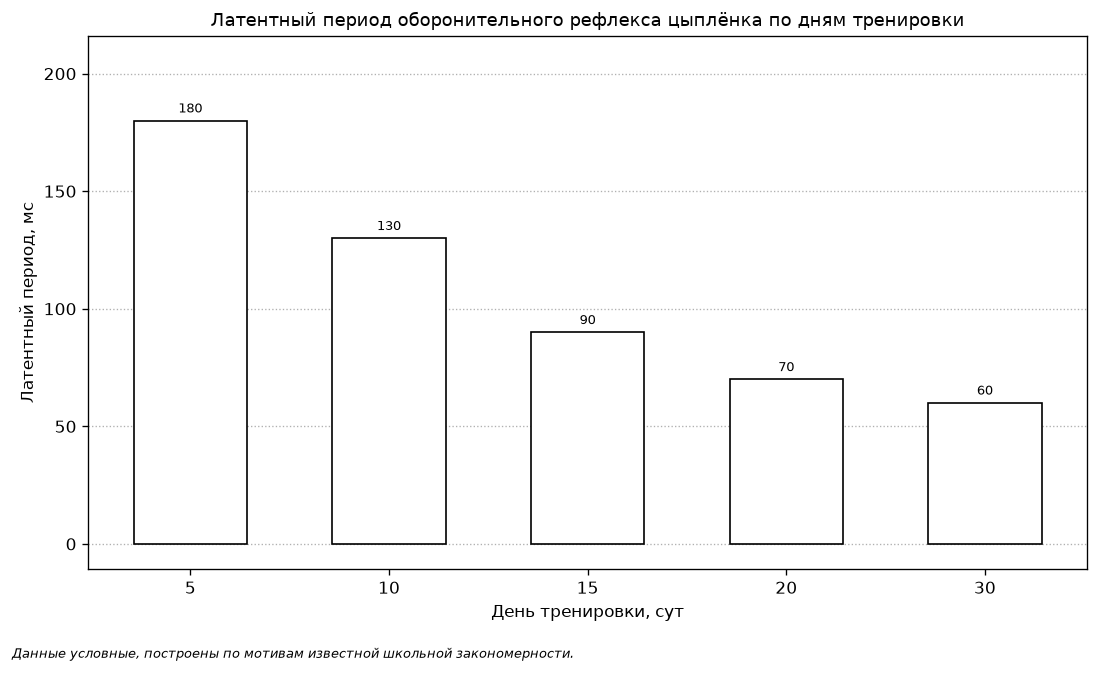 Латентный период оборонительного рефлекса цыплёнка по дням тренировки
Латентный период, мс
200
150
100
50
0
180
130
90
70
60
5 10 15 20 30
День тренировки, сут
Данные условные, построены по мотивам известной школьной закономерности.